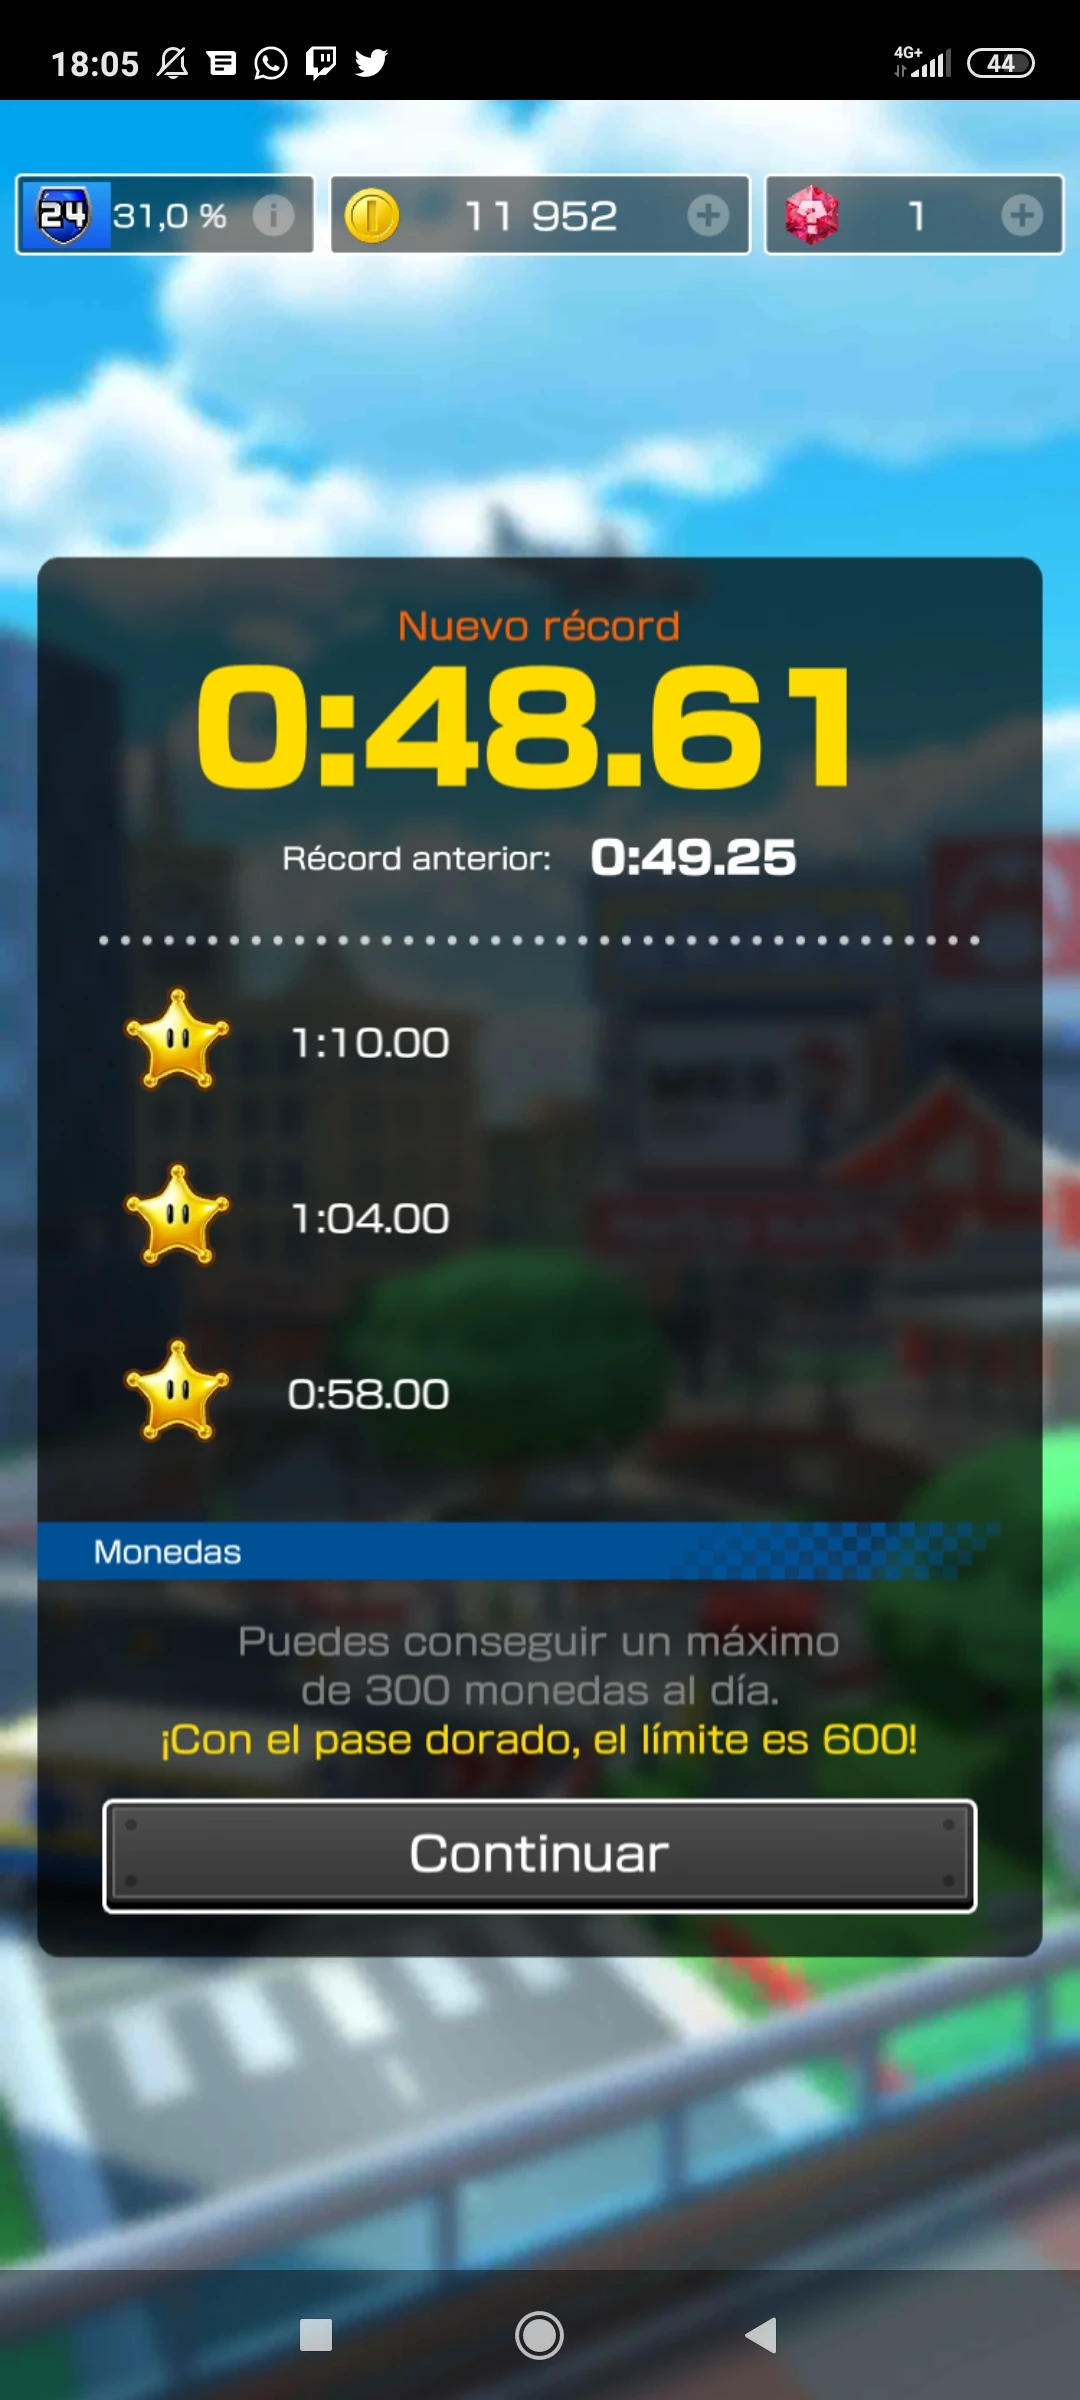 18:05
4G+
44
24 31,0 % i
11 952 +
1 +
Nuevo récord
0:48.61
Récord anterior: 0:49.25
1:10.00
1:04.00
0:58.00
Monedas
Puedes conseguir un máximo
de 300 monedas al día.
¡Con el pase dorado, el límite es 600!
Continuar